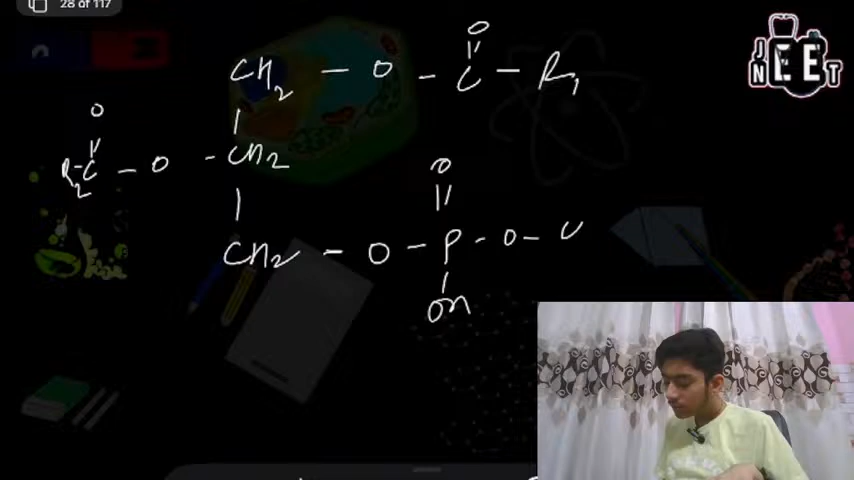 28 of 117
J NEET
O
CH2 - O - C - R1
O
R2 - C - O - CH2
O
CH2 - O - P - O - C
OH